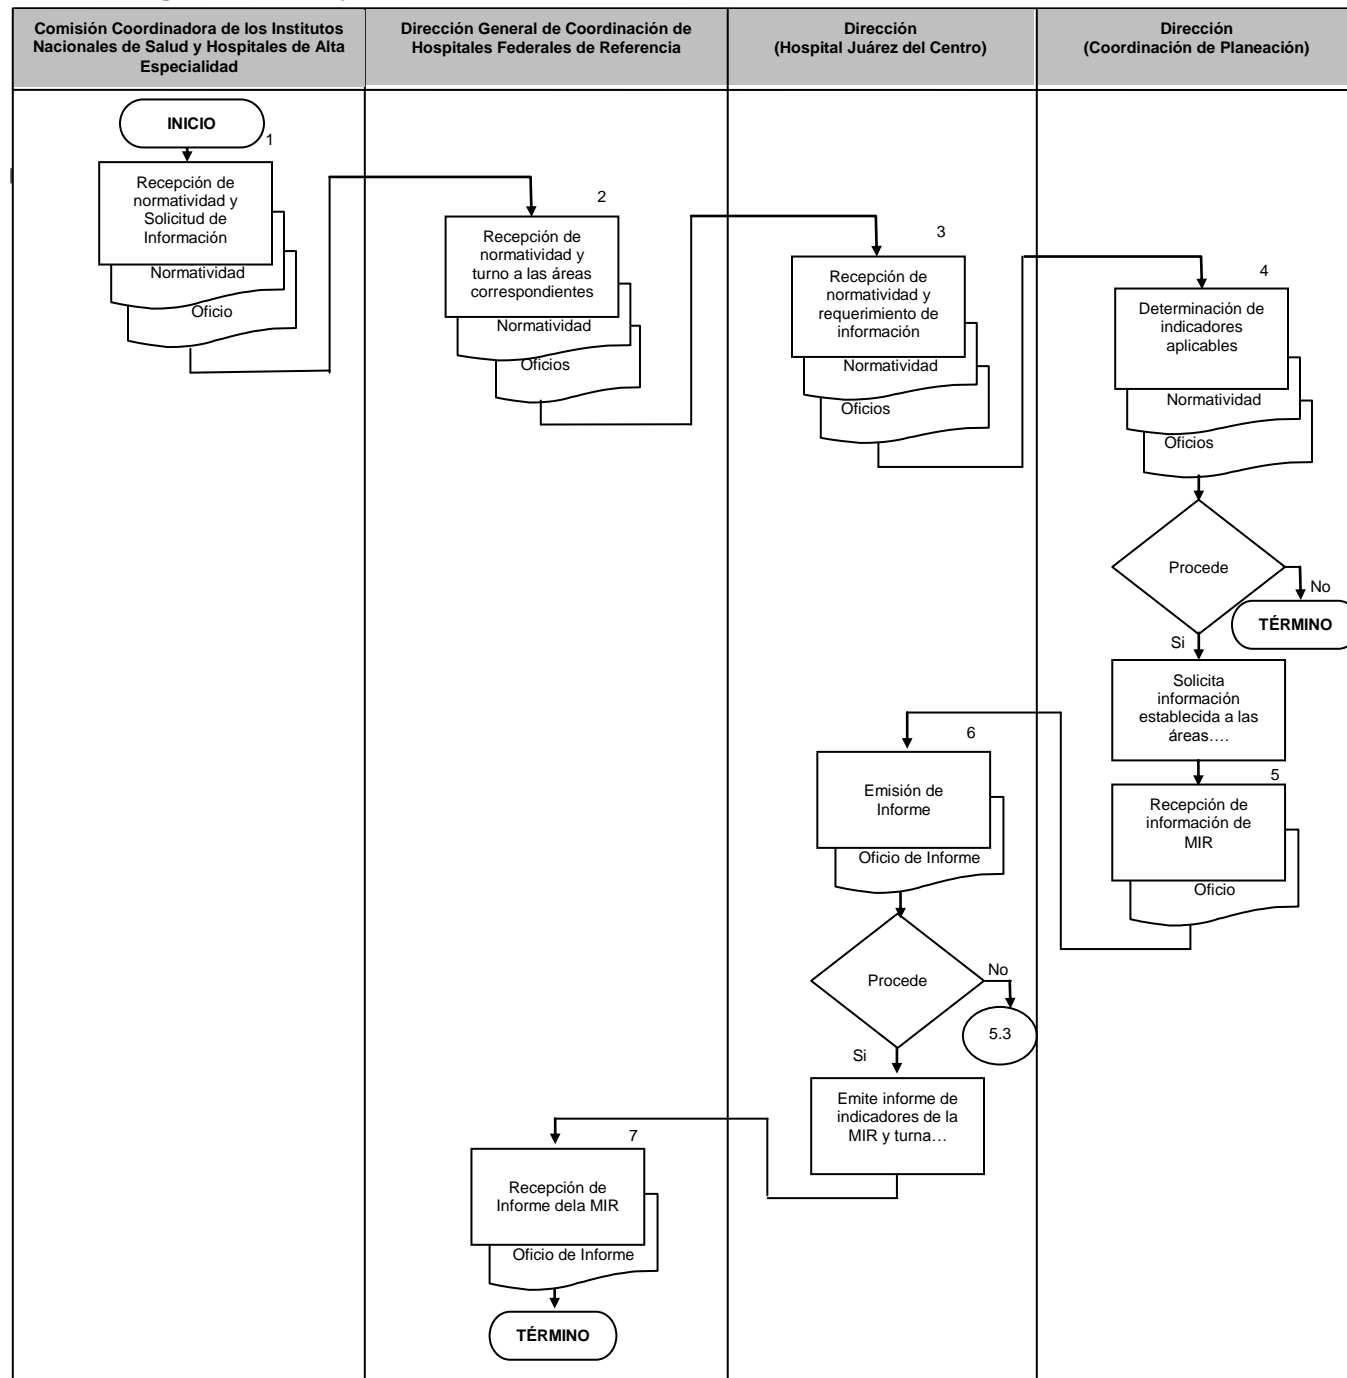 Comisión Coordinadora de los Institutos
Nacionales de Salud y Hospitales de Alta
Especialidad
Dirección General de Coordinación de
Hospitales Federales de Referencia
Dirección
(Hospital Juárez del Centro)
Dirección
(Coordinación de Planeación)
INICIO
1
Recepción de
normatividad y
Solicitud de
Información
Normatividad
Oficio
2
Recepción de
normatividad y
turno a las áreas
correspondientes
Normatividad
Oficios
3
Recepción de
normatividad y
requerimiento de
información
Normatividad
Oficios
4
Determinación de
indicadores
aplicables
Normatividad
Oficios
Procede
No
TÉRMINO
Si
Solicita
información
establecida a las
áreas….
5
Recepción de
información de
MIR
Oficio
6
Emisión de
Informe
Oficio de Informe
Procede
No
5.3
Si
Emite informe de
indicadores de la
MIR y turna…
7
Recepción de
Informe dela MIR
Oficio de Informe
TÉRMINO